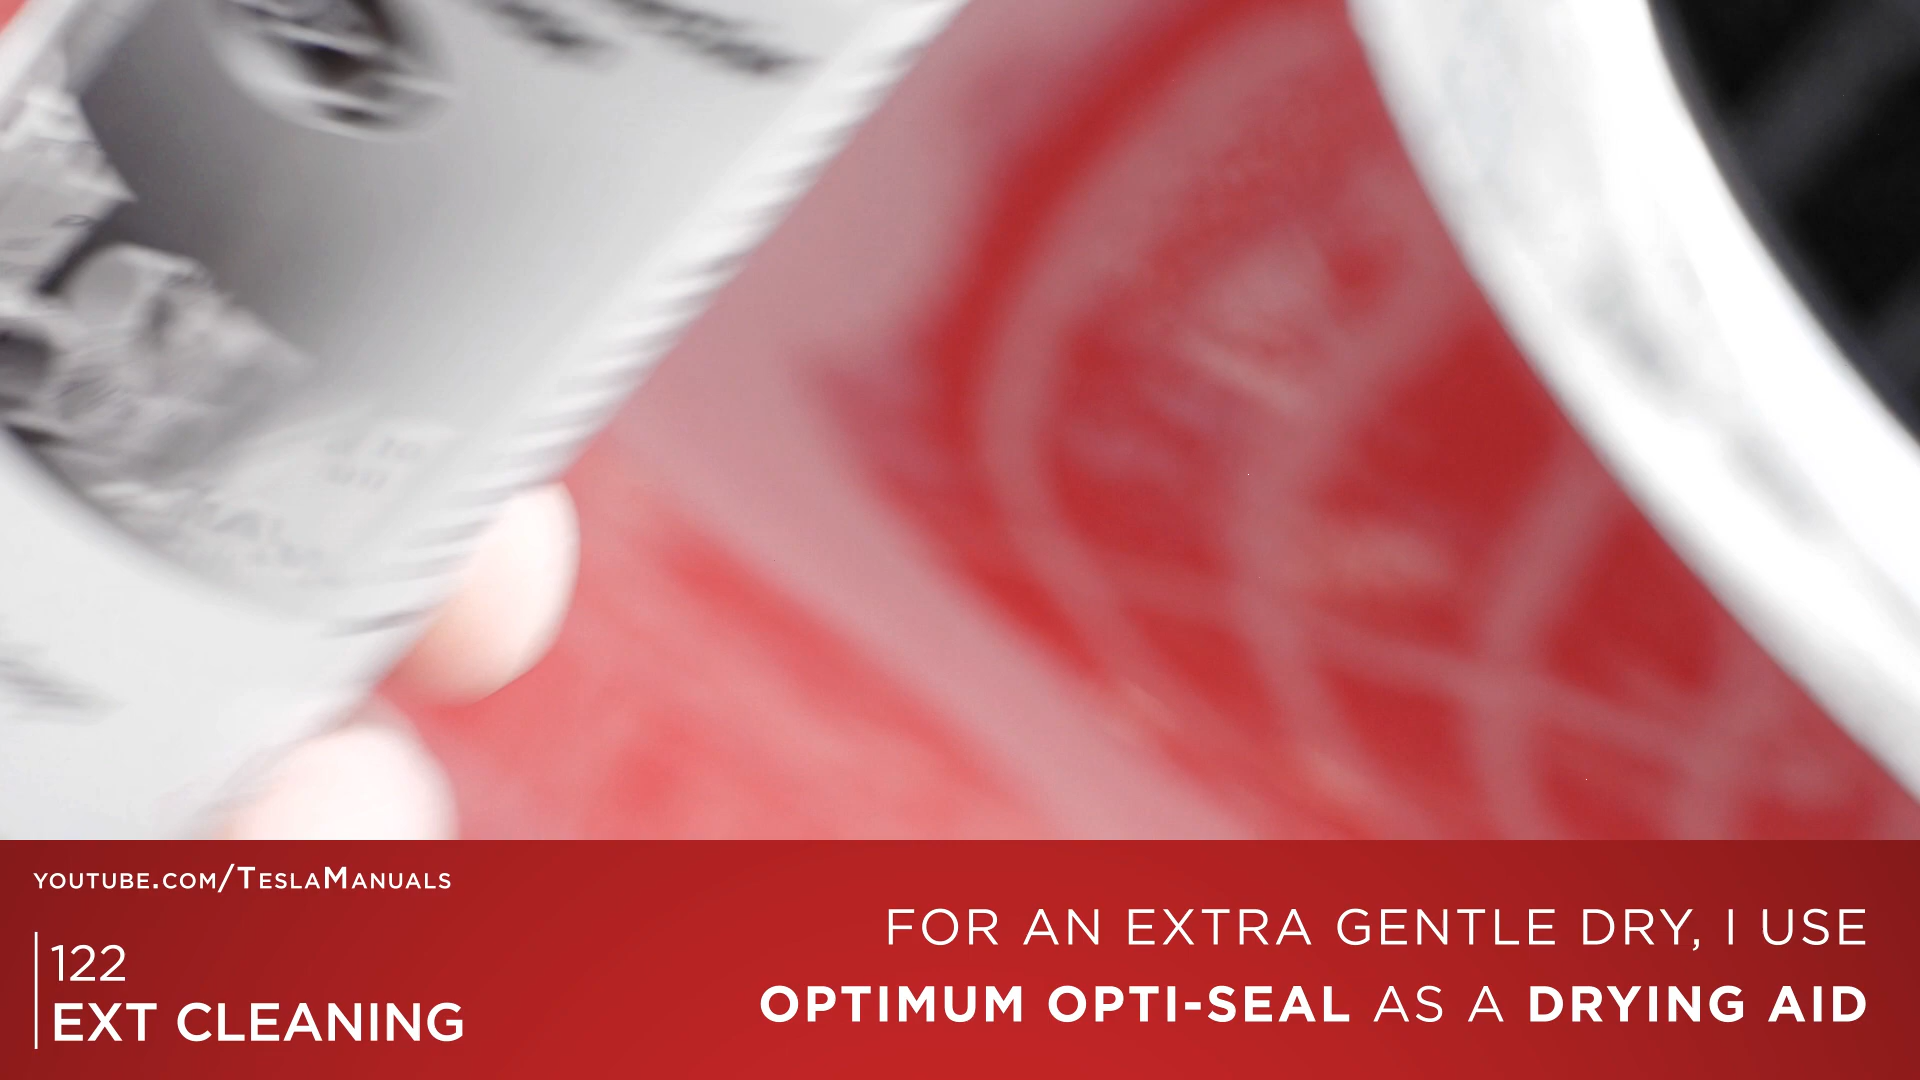 YOUTUBE.COM/TESLAMANUALS
122
EXT CLEANING
FOR AN EXTRA GENTLE DRY, I USE
OPTIMUM OPTI-SEAL AS A DRYING AID